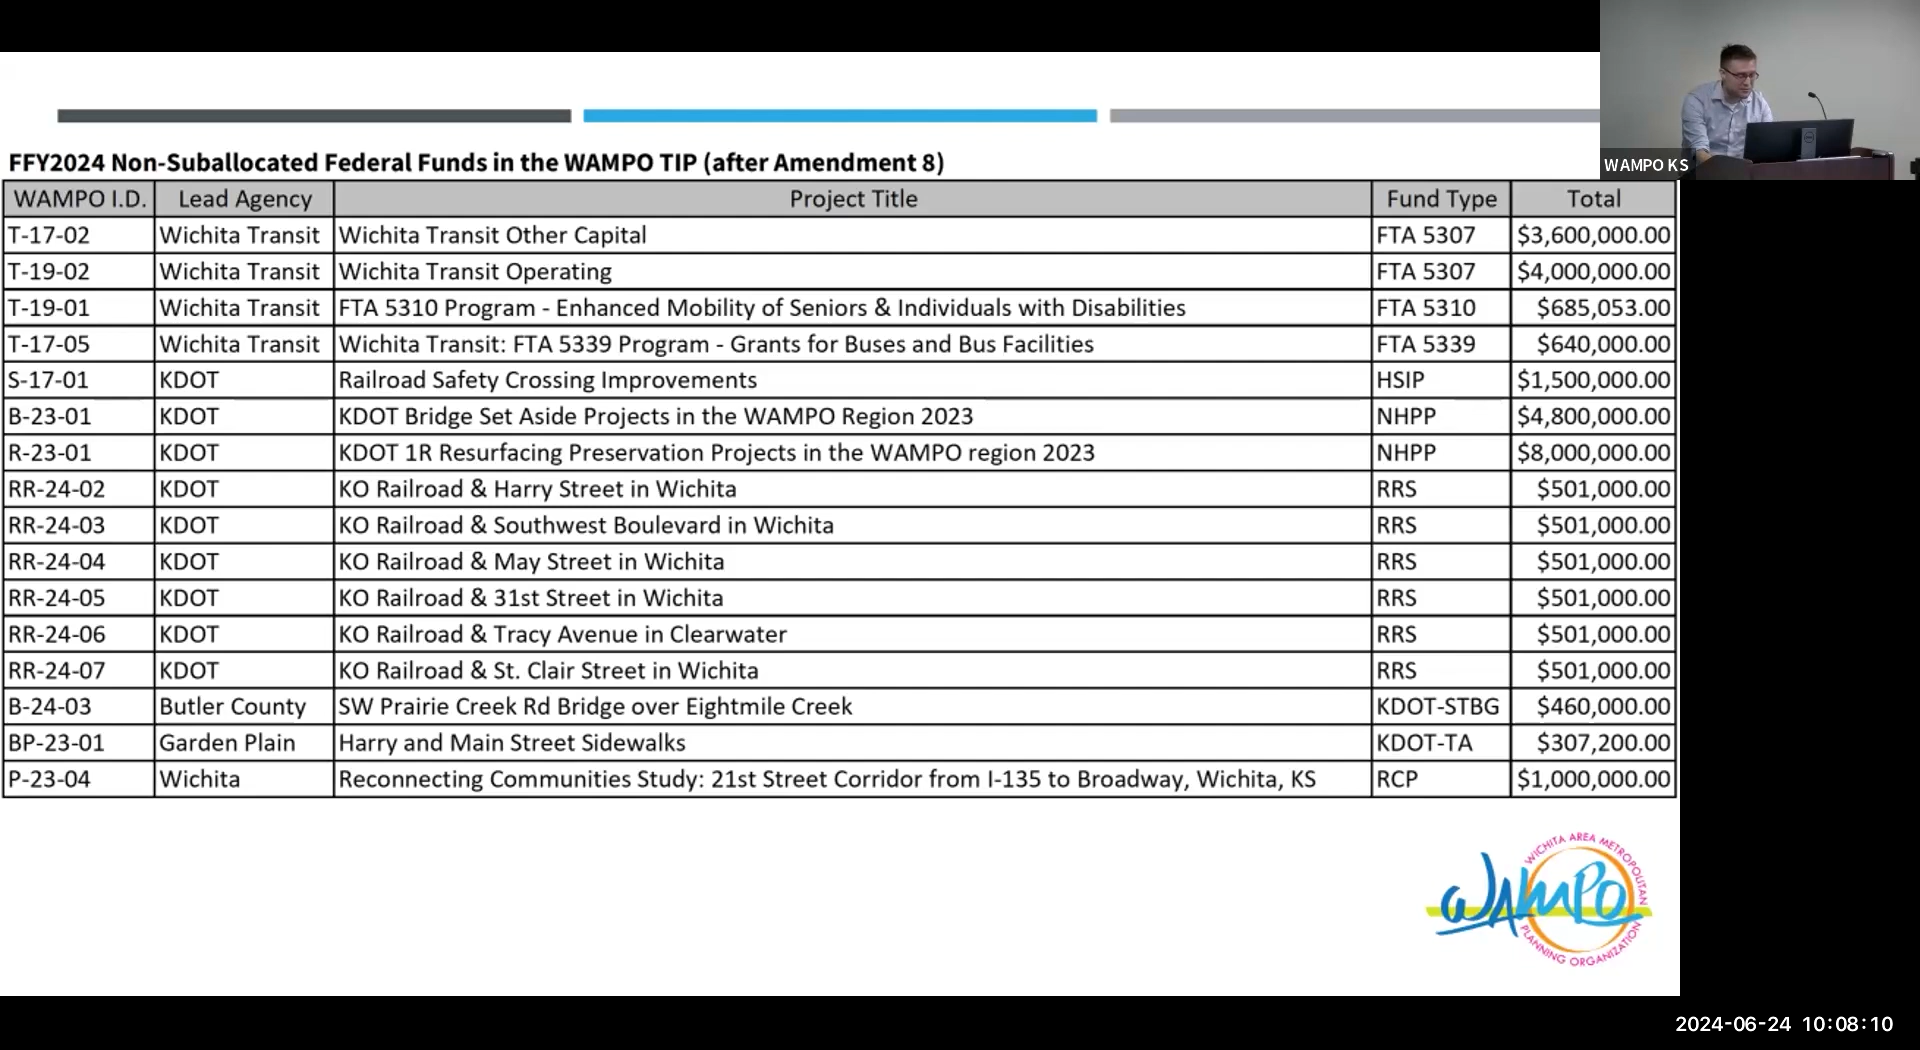 WAMPO KS
FFY2024 Non-Suballocated Federal Funds in the WAMPO TIP (after Amendment 8)
WAMPO I.D. Lead Agency Project Title Fund Type Total
T-17-02 Wichita Transit Wichita Transit Other Capital FTA 5307 $3,600,000.00
T-19-02 Wichita Transit Wichita Transit Operating FTA 5307 $4,000,000.00
T-19-01 Wichita Transit FTA 5310 Program - Enhanced Mobility of Seniors & Individuals with Disabilities FTA 5310 $685,053.00
T-17-05 Wichita Transit Wichita Transit: FTA 5339 Program - Grants for Buses and Bus Facilities FTA 5339 $640,000.00
S-17-01 KDOT Railroad Safety Crossing Improvements HSIP $1,500,000.00
B-23-01 KDOT KDOT Bridge Set Aside Projects in the WAMPO Region 2023 NHPP $4,800,000.00
R-23-01 KDOT KDOT 1R Resurfacing Preservation Projects in the WAMPO region 2023 NHPP $8,000,000.00
RR-24-02 KDOT KO Railroad & Harry Street in Wichita RRS $501,000.00
RR-24-03 KDOT KO Railroad & Southwest Boulevard in Wichita RRS $501,000.00
RR-24-04 KDOT KO Railroad & May Street in Wichita RRS $501,000.00
RR-24-05 KDOT KO Railroad & 31st Street in Wichita RRS $501,000.00
RR-24-06 KDOT KO Railroad & Tracy Avenue in Clearwater RRS $501,000.00
RR-24-07 KDOT KO Railroad & St. Clair Street in Wichita RRS $501,000.00
B-24-03 Butler County SW Prairie Creek Rd Bridge over Eightmile Creek KDOT-STBG $460,000.00
BP-23-01 Garden Plain Harry and Main Street Sidewalks KDOT-TA $307,200.00
P-23-04 Wichita Reconnecting Communities Study: 21st Street Corridor from I-135 to Broadway, Wichita, KS RCP $1,000,000.00
WICHITA AREA METROPOLITAN
WAMPO
PLANNING ORGANIZATION
2024-06-24 10:08:10